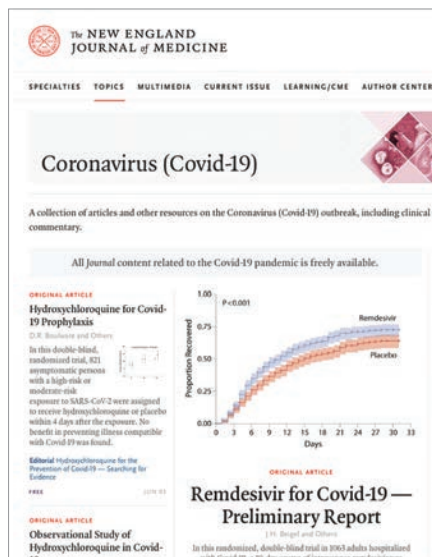 The NEW ENGLAND
JOURNAL of MEDICINE
SPECIALTIES TOPICS MULTIMEDIA CURRENT ISSUE LEARNING/CME AUTHOR CENTER
Coronavirus (Covid-19)
A collection of articles and other resources on the Coronavirus (Covid-19) outbreak, including clinical
commentary.
All Journal content related to the Covid-19 pandemic is freely available.
ORIGINAL ARTICLE
Hydroxychloroquine for Covid-
19 Prophylaxis
D.R. Boulware and Others
In this double-blind,
randomized trial, 821
asymptomatic persons
with a high-risk or
moderate-risk
exposure to SARS-CoV-2 were assigned
to receive hydroxychloroquine or placebo
within 4 days after the exposure. No
benefit in preventing illness compatible
with Covid-19 was found.
Editorial Hydroxychloroquine for the
Prevention of Covid-19 — Searching for
Evidence
FREE JUN 03
ORIGINAL ARTICLE
Observational Study of
Hydroxychloroquine in Covid-
1.00
P<0.001
Remdesivir
0.75
Placebo
0.50
0.25
0.00
Proportion Recovered
0 3 6 9 12 15 18 21 24 27 30 33
Days
ORIGINAL ARTICLE
Remdesivir for Covid-19 —
Preliminary Report
J.H. Beigel and Others
In this randomized, double-blind trial in 1063 adults hospitalized